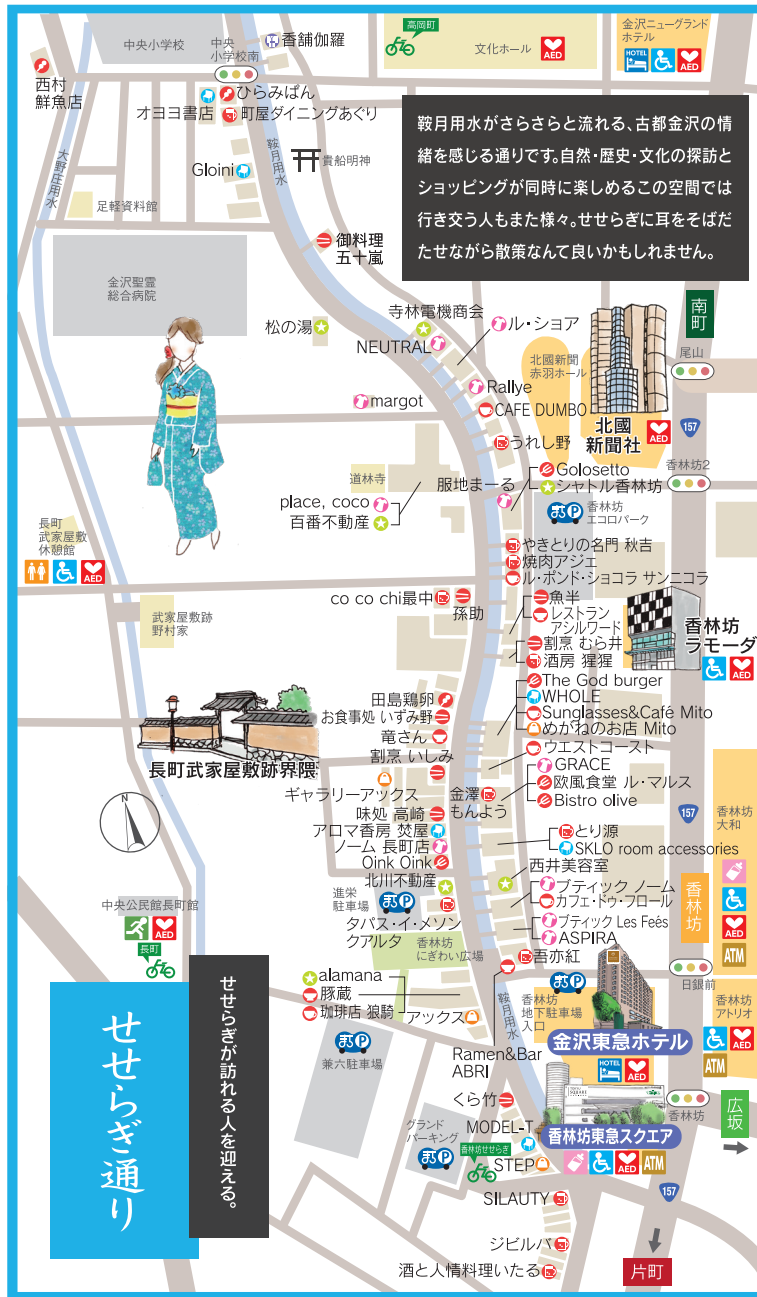 中央小学校
中央
小学校南
香舗伽羅
高岡町
文化ホール
AED
金沢ニューグランド
ホテル
HOTEL
AED
西村
鮮魚店
ひらみぱん
オヨヨ書店
町屋ダイニングあぐり
大野庄用水
鞍月用水
Gloini
貴船明神
足軽資料館
鞍月用水がさらさらと流れる、古都金沢の情
緒を感じる通りです。自然・歴史・文化の探訪と
ショッピングが同時に楽しめるこの空間では
行き交う人もまた様々。せせらぎに耳をそばだ
たせながら散策なんて良いかもしれません。
御料理
五十嵐
金沢聖霊
総合病院
松の湯
寺林電機商会
NEUTRAL
ル・ショア
南町
尾山
北國新聞
赤羽ホール
Rallye
margot
CAFE DUMBO
北國
新聞社
AED
157
うれし野
道林寺
服地まーる
Golosetto
シャトル香林坊
香林坊2
place, coco
百番不動産
まちP
香林坊
エコロパーク
長町
武家屋敷
休憩館
AED
やきとりの名門 秋吉
焼肉アジェ
ル・ポンド・ショコラ サンニコラ
co co chi最中
孫助
魚半
レストラン
アシルワード
武家屋敷跡
野村家
割烹 むら井
酒房 猩猩
香林坊
ラモーダ
AED
The God burger
WHOLE
Sunglasses&Café Mito
めがねのお店 Mito
田島鶏卵
お食事処 いずみ野
竜さん
割烹 いしみ
長町武家屋敷跡界隈
ウエストコースト
GRACE
欧風食堂 ル・マルス
Bistro olive
ギャラリーアックス
金澤
もんよう
味処 高崎
アロマ香房 焚屋
ノーム 長町店
Oink Oink
N
157
香林坊
大和
とり源
SKLO room accessories
北川不動産
西井美容室
進栄
駐車場
まちP
タパス・イ・メソン
クアルタ
ブティック ノーム
カフェ・ドゥ・フロール
ブティック Les Feés
ASPIRA
香林坊
AED
ATM
中央公民館長町館
AED
長町
香林坊
にぎわい広場
吾亦紅
日銀前
alamana
豚蔵
珈琲店 狼騎
アックス
鞍月用水
まちP
香林坊
地下駐車場
入口
香林坊
アトリオ
AED
ATM
金沢東急ホテル
HOTEL
AED
まちP
兼六駐車場
Ramen&Bar
ABRI
くら竹
MODEL-T
香林坊東急スクエア
香林坊
広坂
グランド
パーキング
まちP
香林坊せせらぎ
STEP
AED
ATM
157
SILAUTY
ジビルバ
酒と人情料理いたる
片町
せせらぎが訪れる人を迎える。
せせらぎ通り